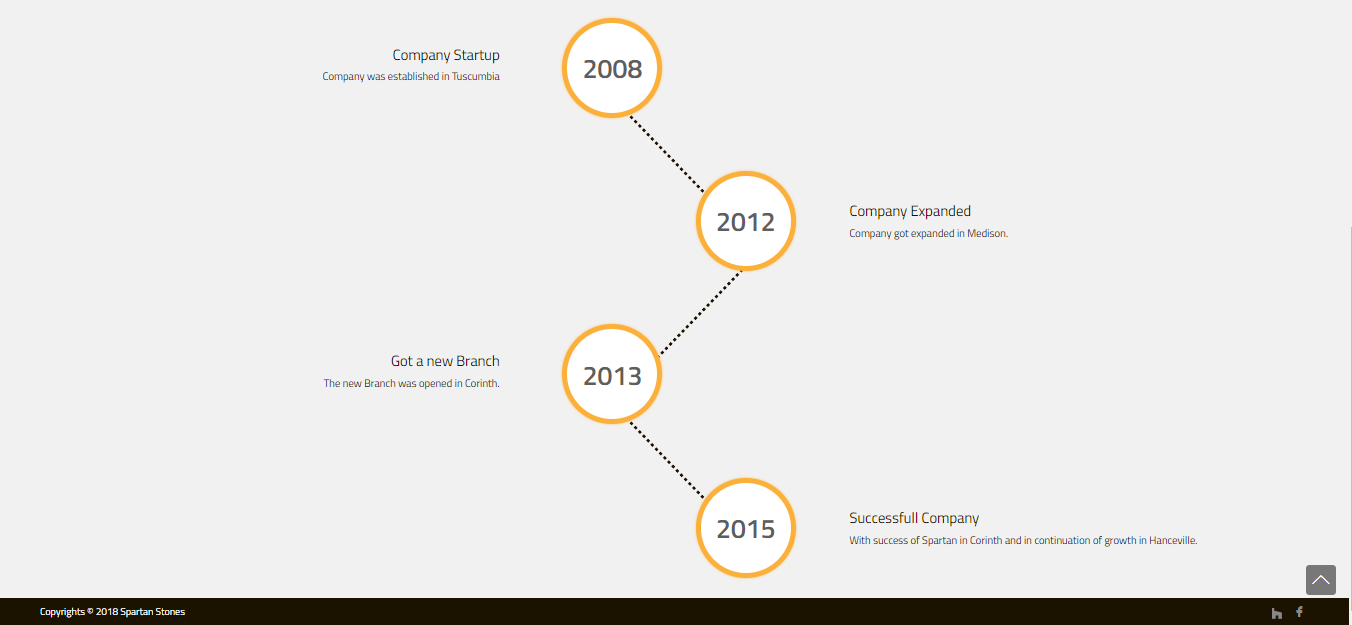 Company Startup
Company was established in Tuscumbia
2008
2012
Company Expanded
Company got expanded in Medison.
Got a new Branch
The new Branch was opened in Corinth.
2013
2015
Successfull Company
With success of Spartan in Corinth and in continuation of growth in Hanceville.
Copyrights © 2018 Spartan Stones